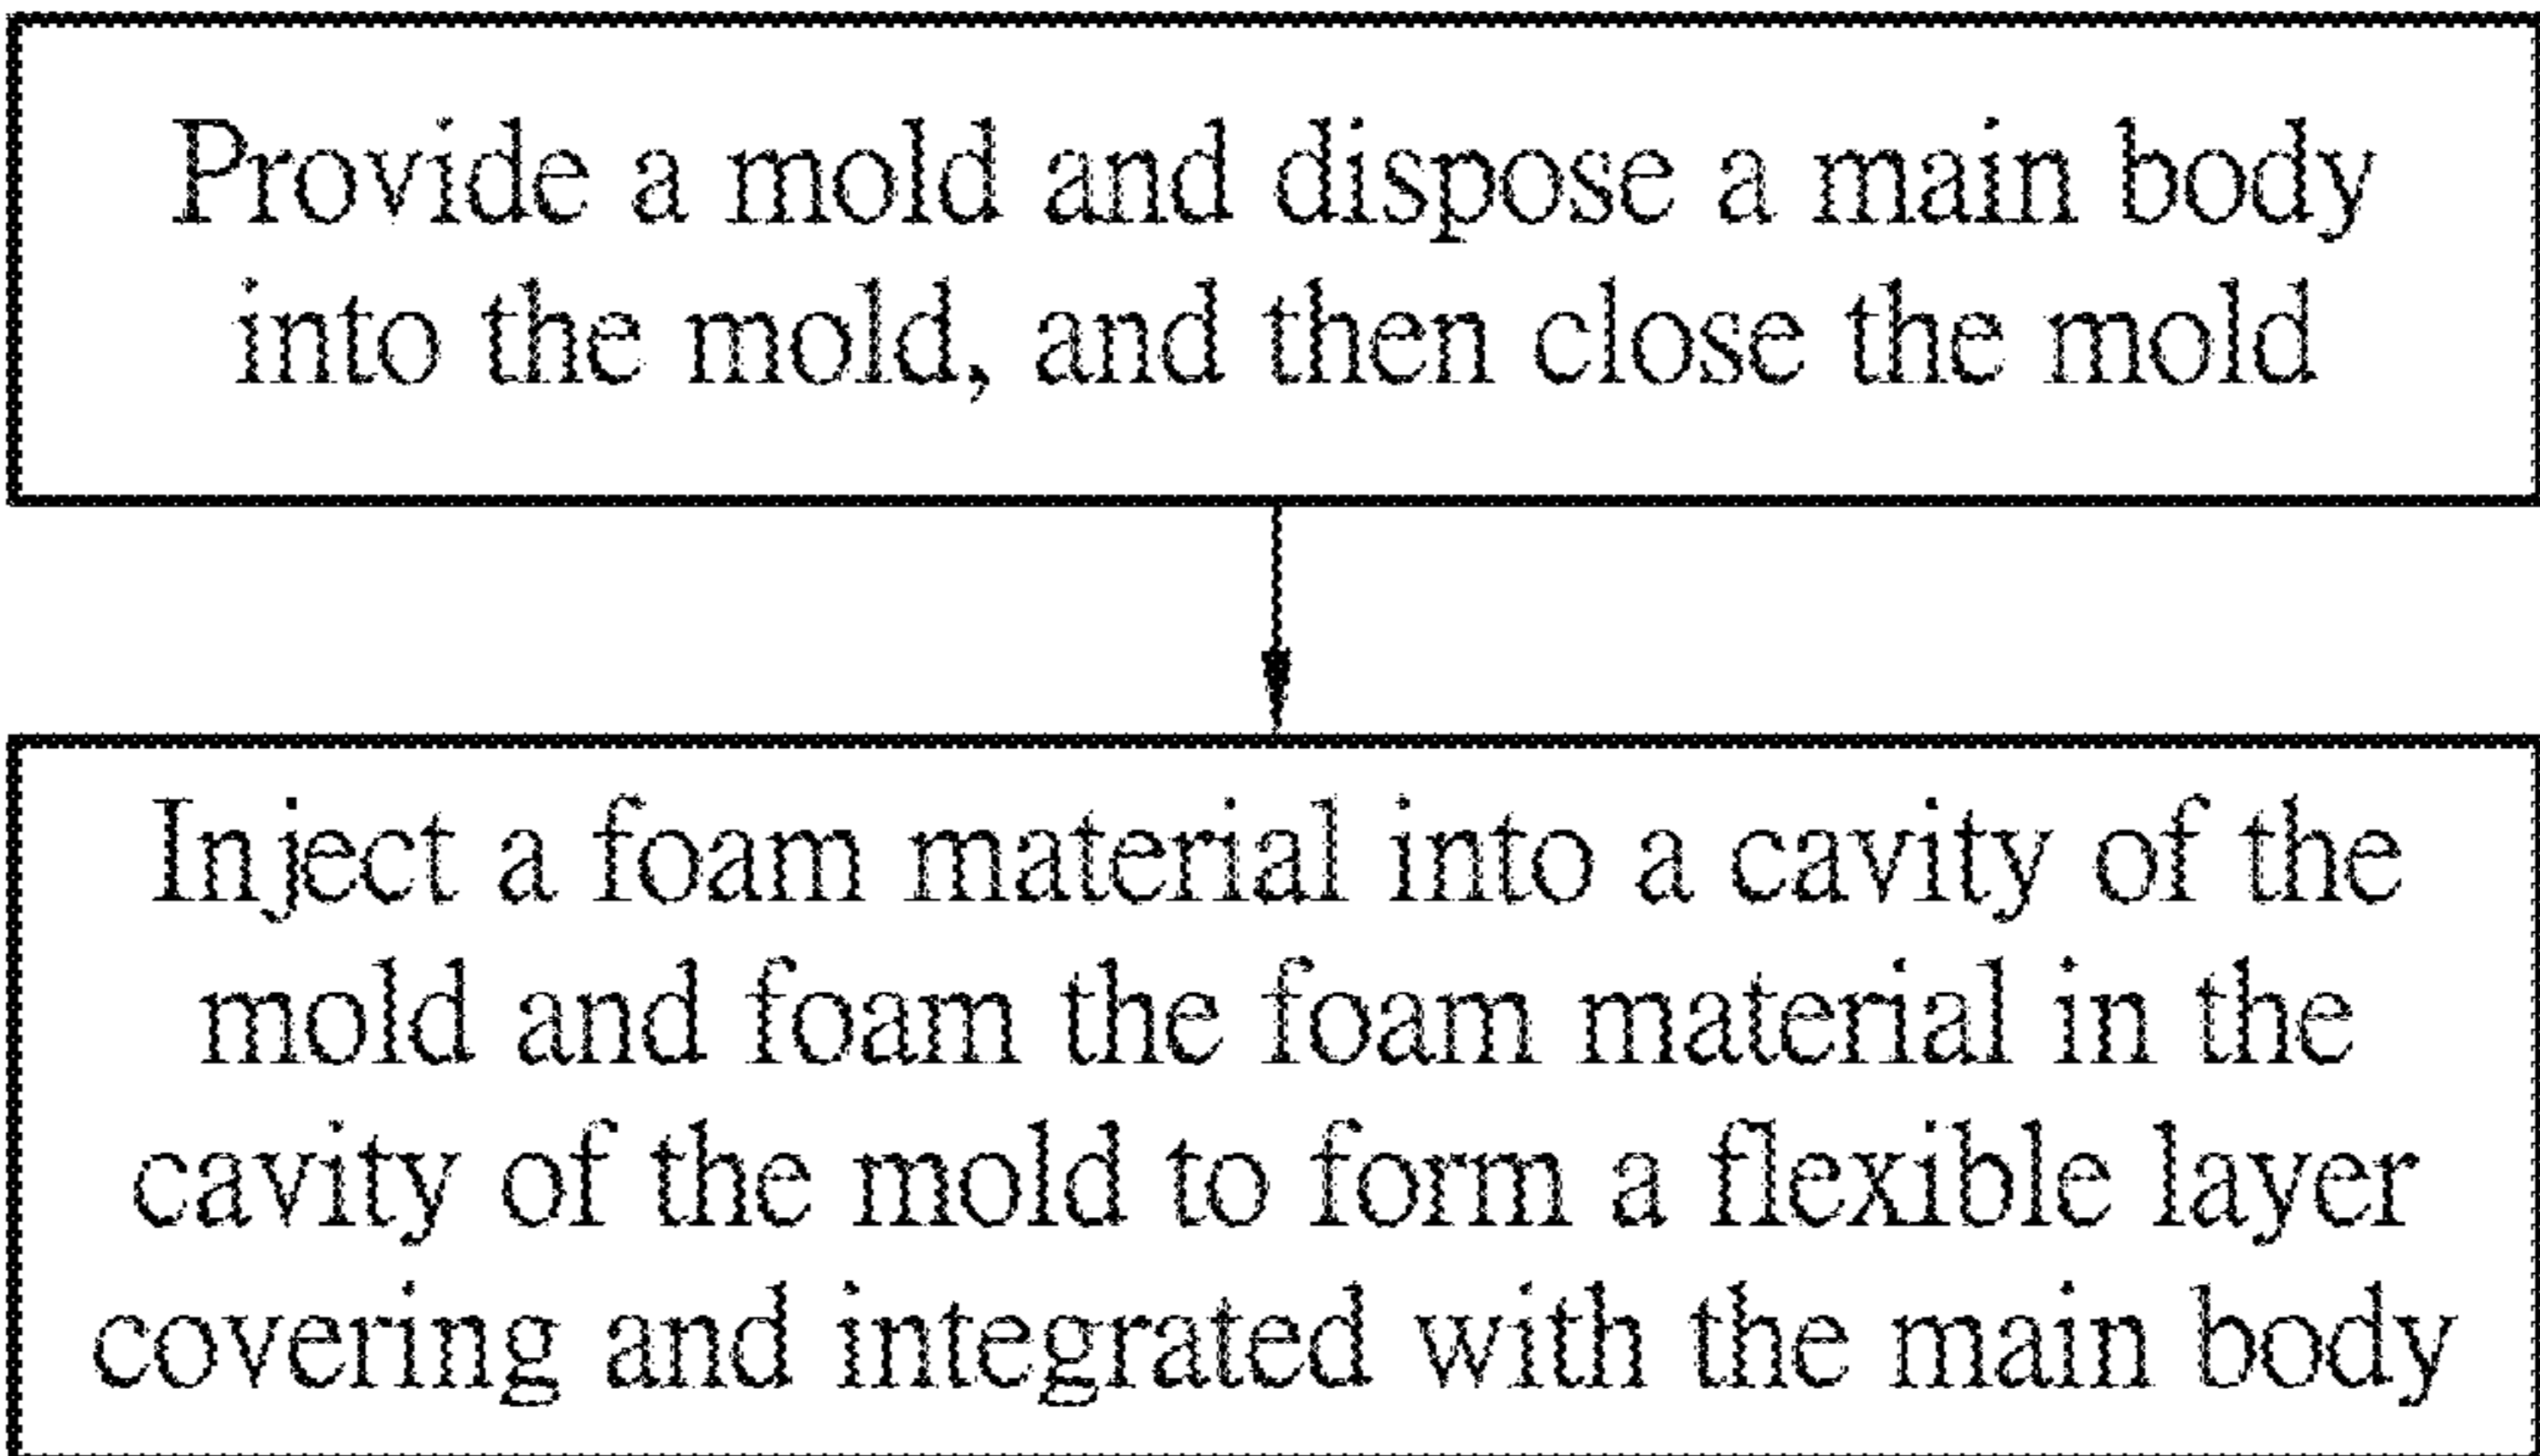 Provide a mold and dispose a main body
into the mold, and then close the mold
Inject a foam material into a cavity of the
mold and foam the foam material in the
cavity of the mold to form a flexible layer
covering and integrated with the main body